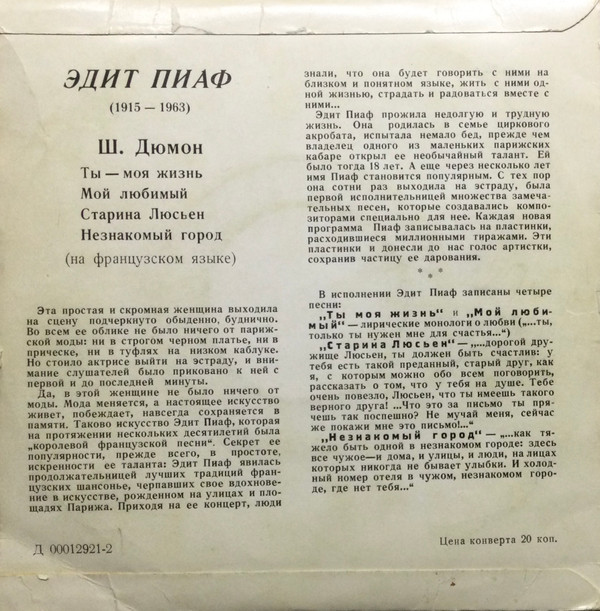 ЭДИТ ПИАФ
(1915 — 1963)
Ш. Дюмон
Ты — моя жизнь
Мой любимый
Старина Люсьен
Незнакомый город
(на французском языке)
Эта простая и скромная женщина выходила
на сцену подчеркнуто обыденно, буднично.
Во всем ее облике не было ничего от париж-
ской моды: ни в строгом черном платье, ни в
прическе, ни в туфлях на низком каблуке.
Но стоило актрисе выйти на эстраду, и вни-
мание слушателей было приковано к ней с
первой и до последней минуты.
Да, в этой женщине не было ничего от
моды. Мода меняется, а настоящее искусство
живет, побеждает, навсегда сохраняется в
памяти. Таково искусство Эдит Пиаф, которая
на протяжении нескольких десятилетий была
„королевой французской песни“. Секрет ее
популярности, прежде всего, в простоте,
искренности ее таланта: Эдит Пиаф явилась
продолжательницей лучших традиций фран-
цузских шансонье, черпавших свое вдохнове-
ние в искусстве, рожденном на улицах и пло-
щадях Парижа. Приходя на ее концерт, люди
знали, что она будет говорить с ними на
близком и понятном языке, жить с ними од-
ной жизнью, страдать и радоваться вместе с
ними...
Эдит Пиаф прожила недолгую и трудную
жизнь. Она родилась в семье циркового
акробата, испытала немало бед, прежде чем
владелец одного из маленьких парижских
кабаре открыл ее необычайный талант. Ей
было тогда 18 лет. А еще через несколько лет
имя Пиаф становится популярным. С тех пор
она сотни раз выходила на эстраду, была
первой исполнительницей множества замеча-
тельных песен, которые создавались компо-
зиторами специально для нее. Каждая новая
программа Пиаф записывалась на пластинки,
расходившиеся миллионными тиражами. Эти
пластинки и донесли до нас голос артистки,
сохранив частицу ее дарования.
* * *
В исполнении Эдит Пиаф записаны четыре
песни:
„Ты моя жизнь“ и „Мой люби-
мый“ — лирические монологи о любви („...ты,
только ты нужен мне для счастья...“)
„Старина Люсьен“ — „...дорогой дру-
жище Люсьен, ты должен быть счастлив: у
тебя есть такой преданный, старый друг, как
я, с которым можно обо всем поговорить,
рассказать о том, что у тебя на душе. Тебе
очень повезло, Люсьен, что ты имеешь такого
верного друга! ...Что это за письмо ты пря-
чешь так поспешно? Не мучай меня, сейчас
же покажи мне это письмо!...“
„Незнакомый город“ — „...как тя-
жело быть одной в незнакомом городе: здесь
все чужое—и дома, и улицы, и люди, на лицах
которых никогда не бывает улыбки. И холод-
ный номер отеля в чужом, незнакомом горо-
де, где нет тебя...“
Д 00012921-2
Цена конверта 20 коп.